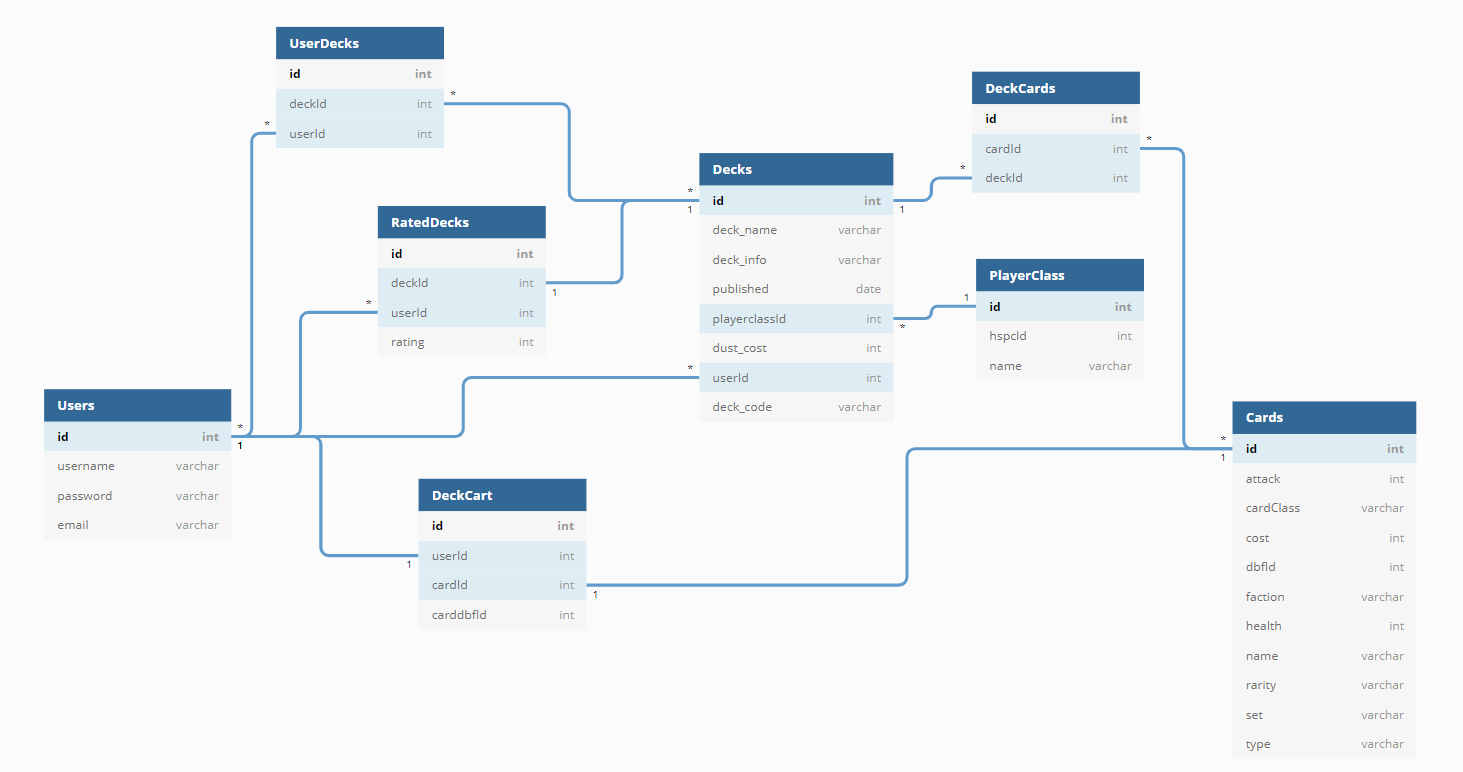 UserDecks
id int
deckId int
*
userId int
*
RatedDecks
id int
deckId int
1
userId int
*
rating int
Users
id int
*
1
username varchar
password varchar
email varchar
DeckCart
id int
userId int
1
cardId int
1
carddbfId int
Decks
*
id int
1
1
deck_name varchar
deck_info varchar
published date
playerclassId int
*
dust_cost int
*
userId int
deck_code varchar
DeckCards
id int
cardId int
*
deckId int
*
PlayerClass
1
id int
hspcId int
name varchar
Cards
*
id int
1
attack int
cardClass varchar
cost int
dbfId int
faction varchar
health int
name varchar
rarity varchar
set varchar
type varchar